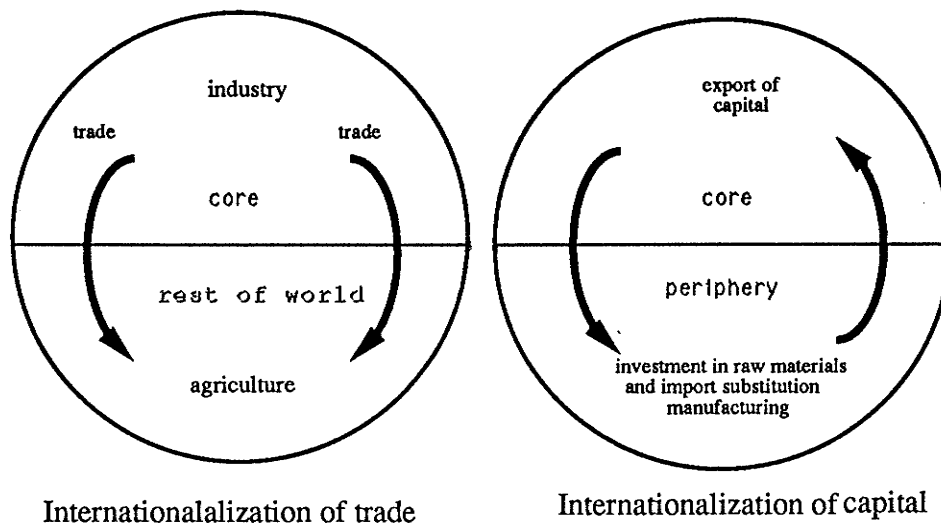 industry
trade
trade
core
rest of world
agriculture
Internationalalization of trade
export of
capital
core
periphery
investment in raw materials
and import substitution
manufacturing
Internationalization of capital